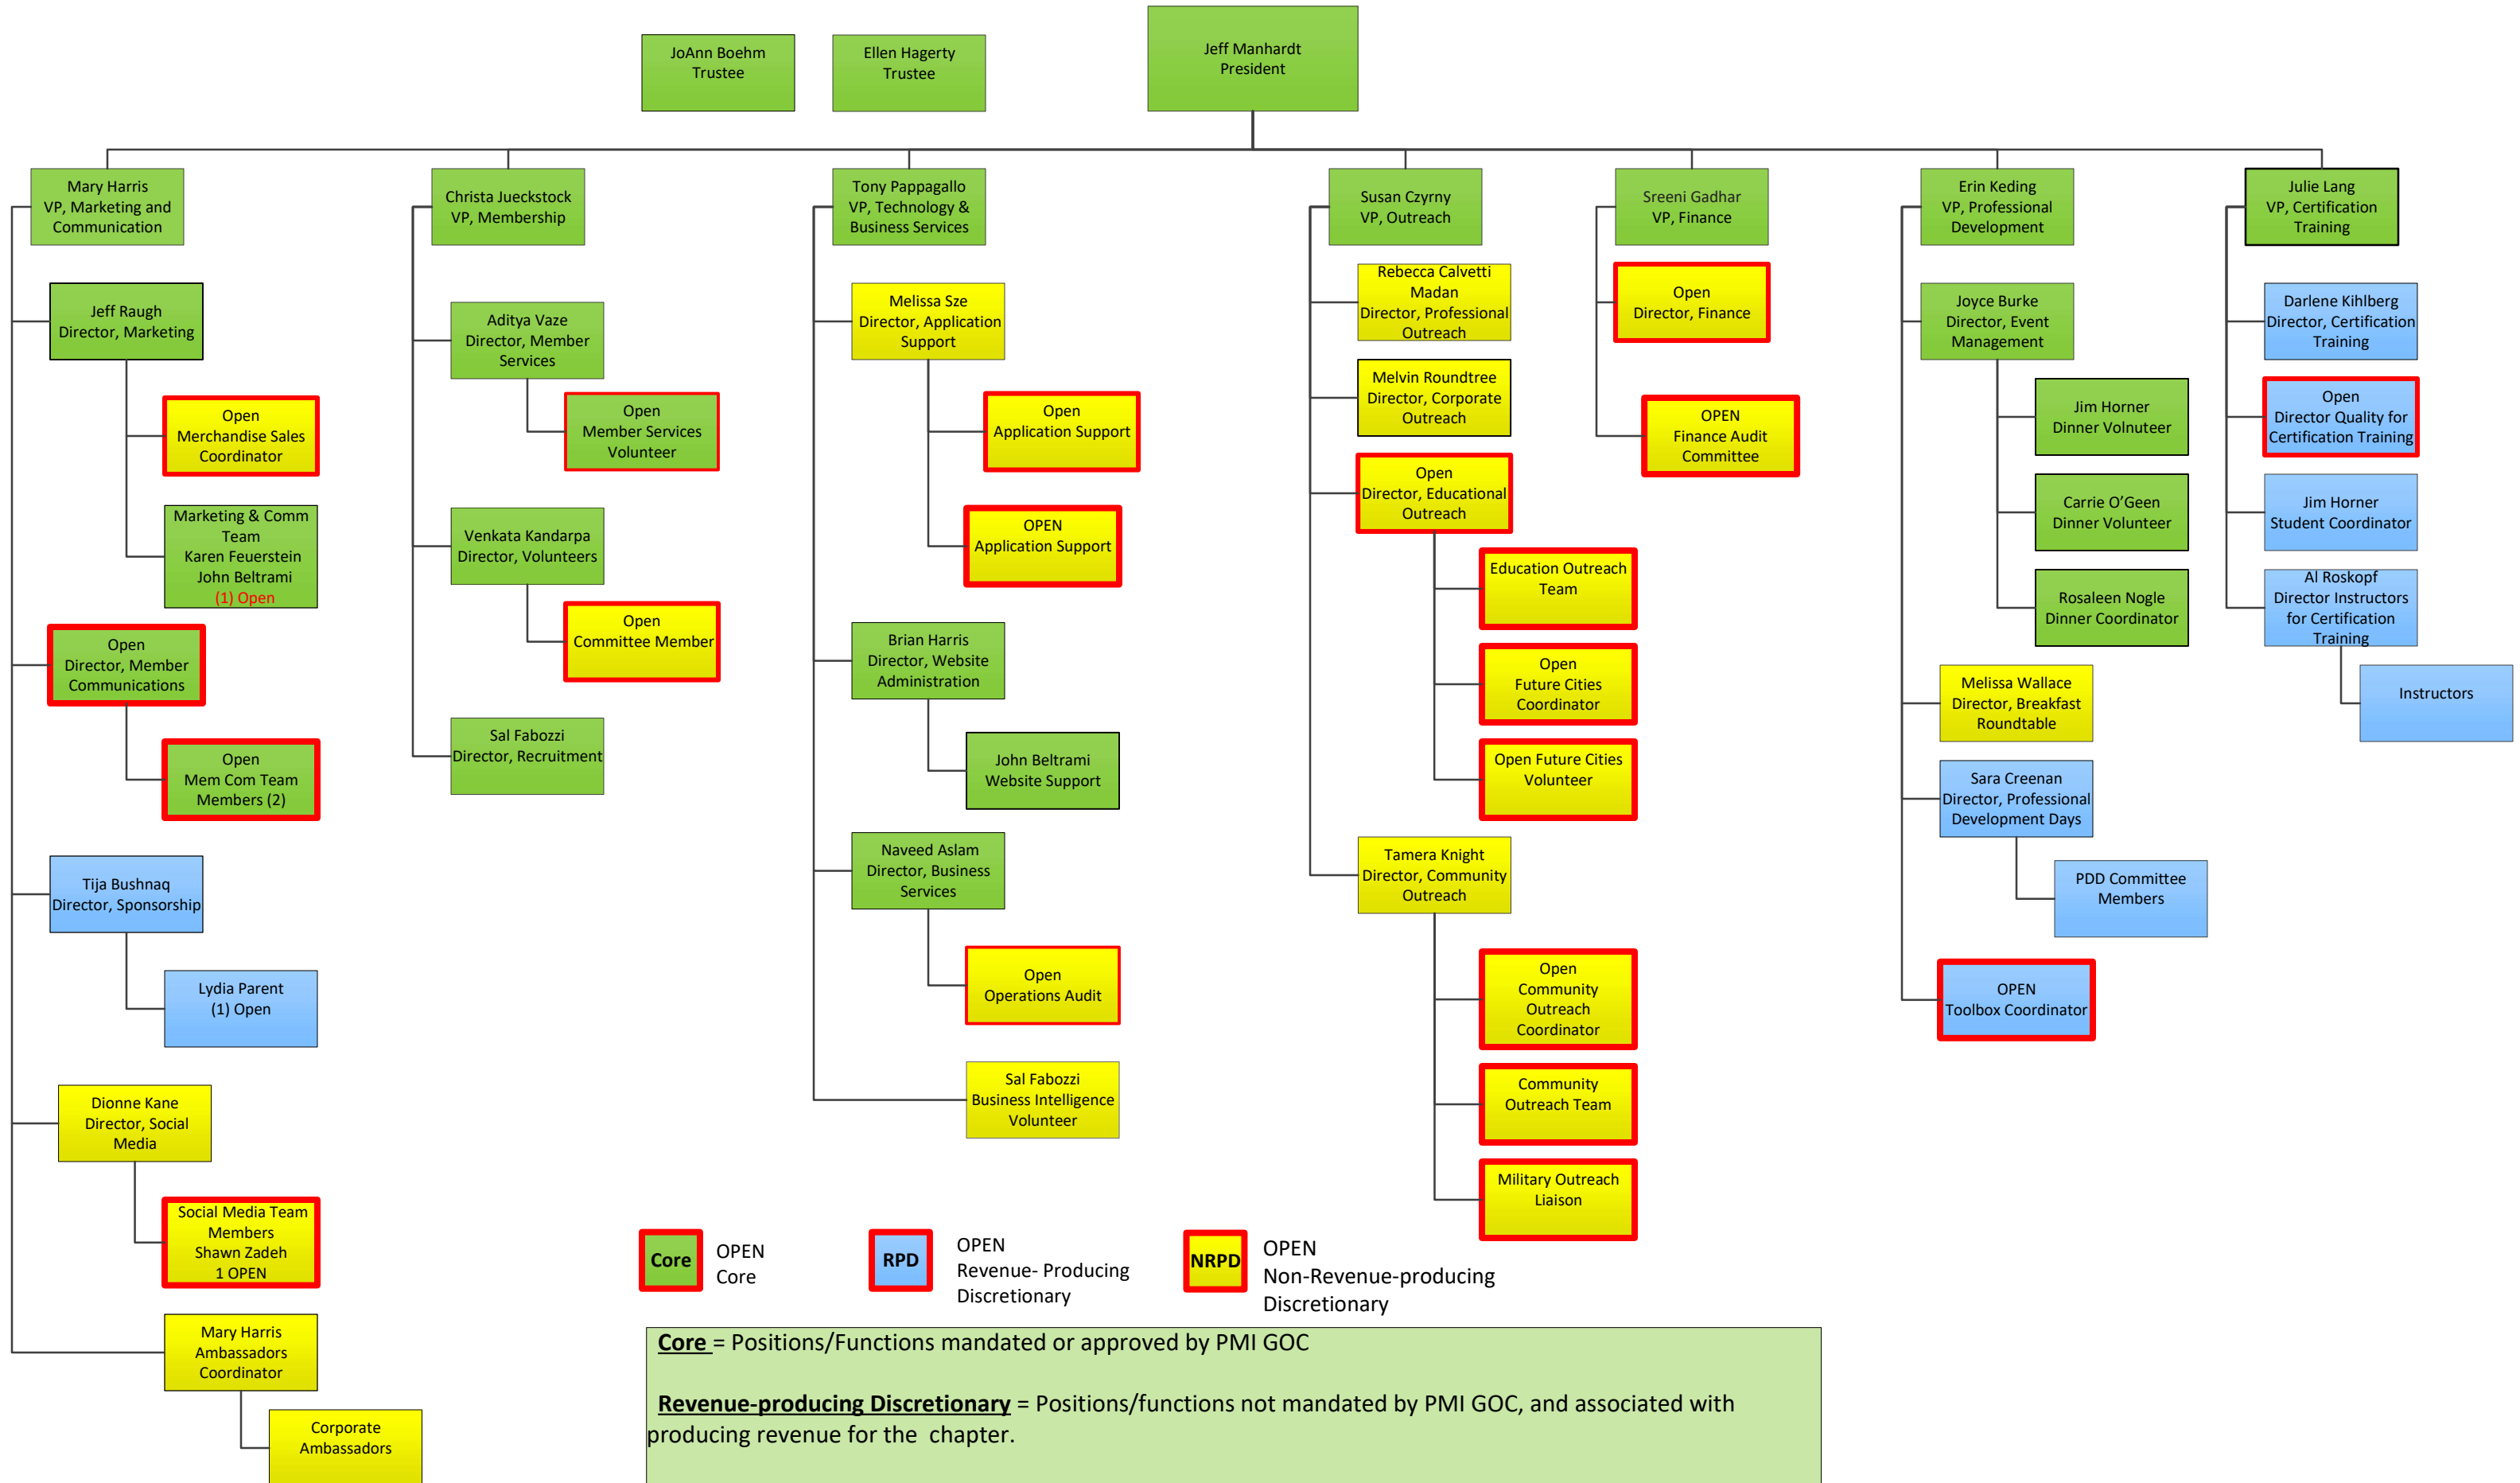 JoAnn Boehm
Trustee
Ellen Hagerty
Trustee
Jeff Manhardt
President
Mary Harris
VP, Marketing and
Communication
Jeff Raugh
Director, Marketing
Open
Merchandise Sales
Coordinator
Marketing & Comm
Team
Karen Feuerstein
John Beltrami
(1) Open
Open
Director, Member
Communications
Open
Mem Com Team
Members (2)
Tija Bushnaq
Director, Sponsorship
Lydia Parent
(1) Open
Dionne Kane
Director, Social
Media
Social Media Team
Members
Shawn Zadeh
1 OPEN
Mary Harris
Ambassadors
Coordinator
Corporate
Ambassadors
Christa Jueckstock
VP, Membership
Aditya Vaze
Director, Member
Services
Open
Member Services
Volunteer
Venkata Kandarpa
Director, Volunteers
Open
Committee Member
Sal Fabozzi
Director, Recruitment
Tony Pappagallo
VP, Technology &
Business Services
Melissa Sze
Director, Application
Support
Open
Application Support
OPEN
Application Support
Brian Harris
Director, Website
Administration
John Beltrami
Website Support
Naveed Aslam
Director, Business
Services
Open
Operations Audit
Sal Fabozzi
Business Intelligence
Volunteer
Susan Czyrny
VP, Outreach
Rebecca Calvetti
Madan
Director, Professional
Outreach
Melvin Roundtree
Director, Corporate
Outreach
Open
Director, Educational
Outreach
Education Outreach
Team
Open
Future Cities
Coordinator
Open Future Cities
Volunteer
Tamera Knight
Director, Community
Outreach
Open
Community
Outreach
Coordinator
Community
Outreach Team
Military Outreach
Liaison
Sreeni Gadhar
VP, Finance
Open
Director, Finance
OPEN
Finance Audit
Committee
Erin Keding
VP, Professional
Development
Joyce Burke
Director, Event
Management
Jim Horner
Dinner Volnuteer
Carrie O’Geen
Dinner Volunteer
Rosaleen Nogle
Dinner Coordinator
Melissa Wallace
Director, Breakfast
Roundtable
Sara Creenan
Director, Professional
Development Days
PDD Committee
Members
OPEN
Toolbox Coordinator
Julie Lang
VP, Certification
Training
Darlene Kihlberg
Director, Certification
Training
Open
Director Quality for
Certification Training
Jim Horner
Student Coordinator
Al Roskopf
Director Instructors
for Certification
Training
Instructors
Core
OPEN
Core
RPD
OPEN
Revenue- Producing
Discretionary
NRPD
OPEN
Non-Revenue-producing
Discretionary
Core = Positions/Functions mandated or approved by PMI GOC
Revenue-producing Discretionary = Positions/functions not mandated by PMI GOC, and associated with
producing revenue for the chapter.